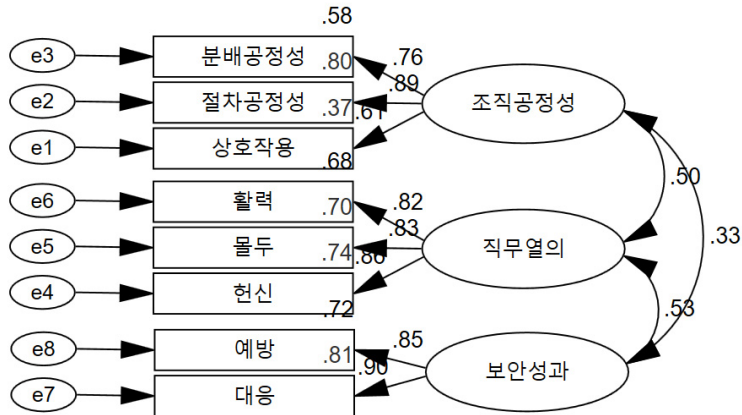 .58
e3 분배공정성 .80 .76
.89
e2 절차공정성 .37 .61 조직공정성
e1 상호작용
.68
.50
e6 활력 .70 .82
.83 .33
e5 몰두 .74 .86 직무열의
e4 헌신
.72 .53
e8 예방 .81 .85
.90 보안성과
e7 대응